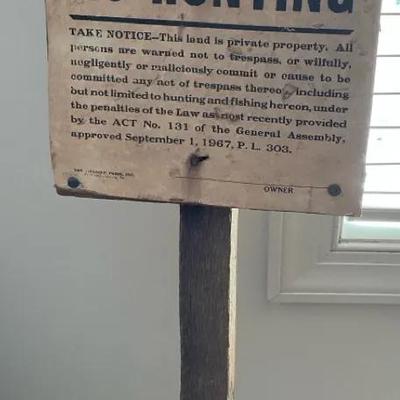 HUNTING
TAKE NOTICE—This land is private property. All
persons are warned not to trespass, or wilfully,
negligently or maliciously commit or cause to be
committed any act of trespass thereon including
but not limited to hunting and fishing hereon, under
the penalties of the Law as most recently provided
by the ACT No. 131 of the General Assembly,
approved September 1, 1967, P. L. 303.
OWNER